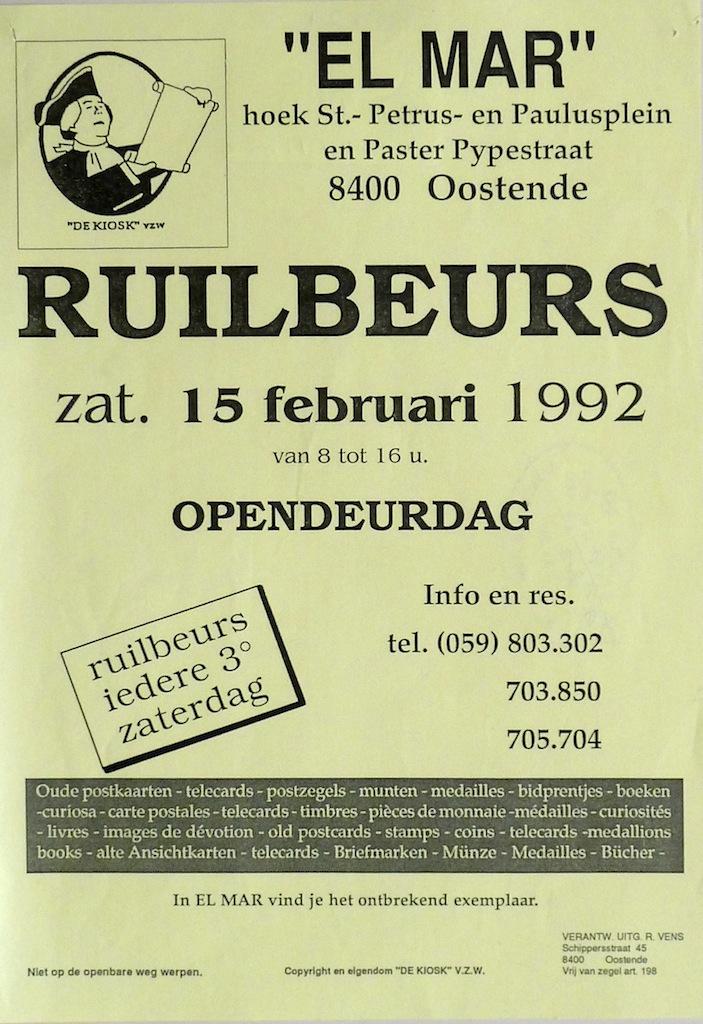 "EL MAR"
hoek St.- Petrus- en Paulusplein
en Paster Pypestraat
8400 Oostende
"DE KIOSK" VZW
RUILBEURS
zat. 15 februari 1992
van 8 tot 16 u.
OPENDEURDAG
ruilbeurs
iedere 3°
zaterdag
Info en res.
tel. (059) 803.302
703.850
705.704
Oude postkaarten - telecards - postzegels - munten - medailles - bidprentjes - boeken
-curiosa - carte postales - telecards - timbres - pièces de monnaie -médailles - curiosités
- livres - images de dévotion - old postcards - stamps - coins - telecards -medallions
books - alte Ansichtkarten - telecards - Briefmarken - Münze - Medailles - Bücher -
In EL MAR vind je het ontbrekend exemplaar.
Niet op de openbare weg werpen.
Copyright en eigendom "DE KIOSK" V.Z.W.
VERANTW. UITG. R. VENS
Schippersstraat 45
8400 Oostende
Vrij van zegel art. 198